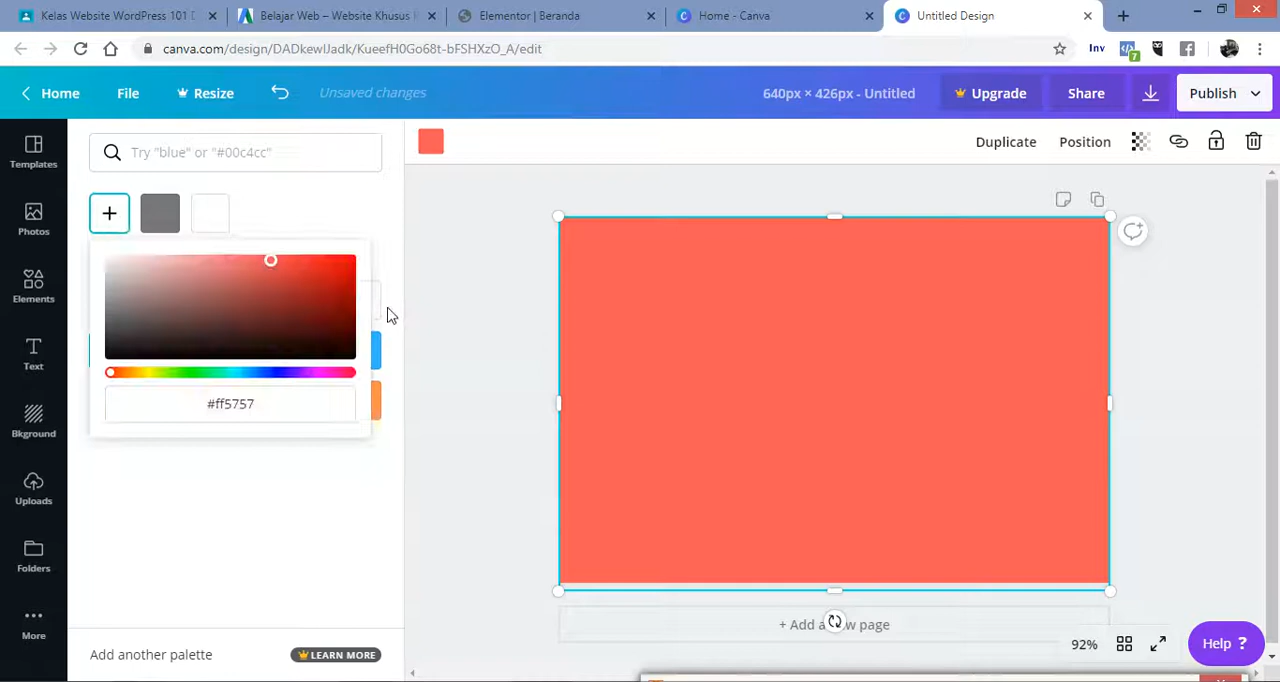 Kelas Website WordPress 101 D
Belajar Web – Website Khusus
Elementor | Beranda
Home - Canva
Untitled Design
canva.com/design/DADkewlJadk/KueefH0Go68t-bFSHXzO_A/edit
Inv
7
Home
File
Resize
Unsaved changes
640px × 426px - Untitled
Upgrade
Share
Publish
Templates
Photos
Elements
Text
Bkground
Uploads
Folders
More
Try "blue" or "#00c4cc"
#ff5757
Add another palette
LEARN MORE
Duplicate
Position
+ Add a w page
92%
Help ?